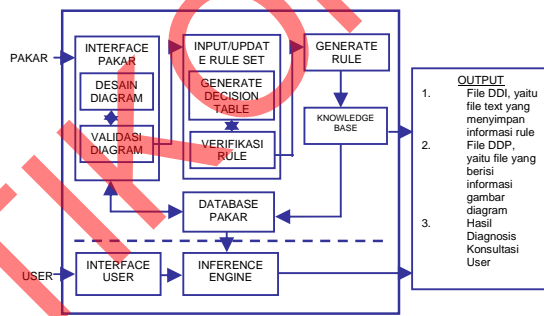 PAKAR
INTERFACE
PAKAR
DESAIN
DIAGRAM
VALIDASI
DIAGRAM
INPUT/UPDAT
E RULE SET
GENERATE
DECISION
TABLE
VERIFIKASI
RULE
GENERATE
RULE
KNOWLEDGE
BASE
DATABASE
PAKAR
USER
INTERFACE
USER
INFERENCE
ENGINE
OUTPUT
1. File DDI, yaitu
file text yang
menyimpan
informasi rule
2. File DDP,
yaitu file yang
berisi
informasi
gambar
diagram
3. Hasil
Diagnosis
Konsultasi
User